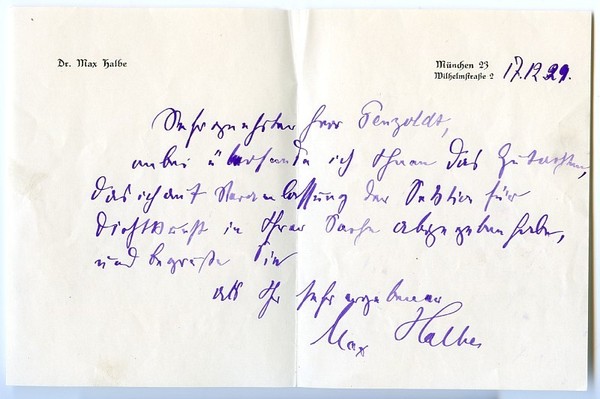 Dr. Max Halbe
München 23
Wilhelmstraße 2
17.12.29.
Sehr geehrter Herr Penzoldt,
anbei übersende ich Ihnen das Gutachten,
das ich auf Veranlassung der Sektion für
Dichtkunst in Ihrer Sache abgegeben habe,
und begrüße Sie
als Ihr sehr ergebener
Max Halbe